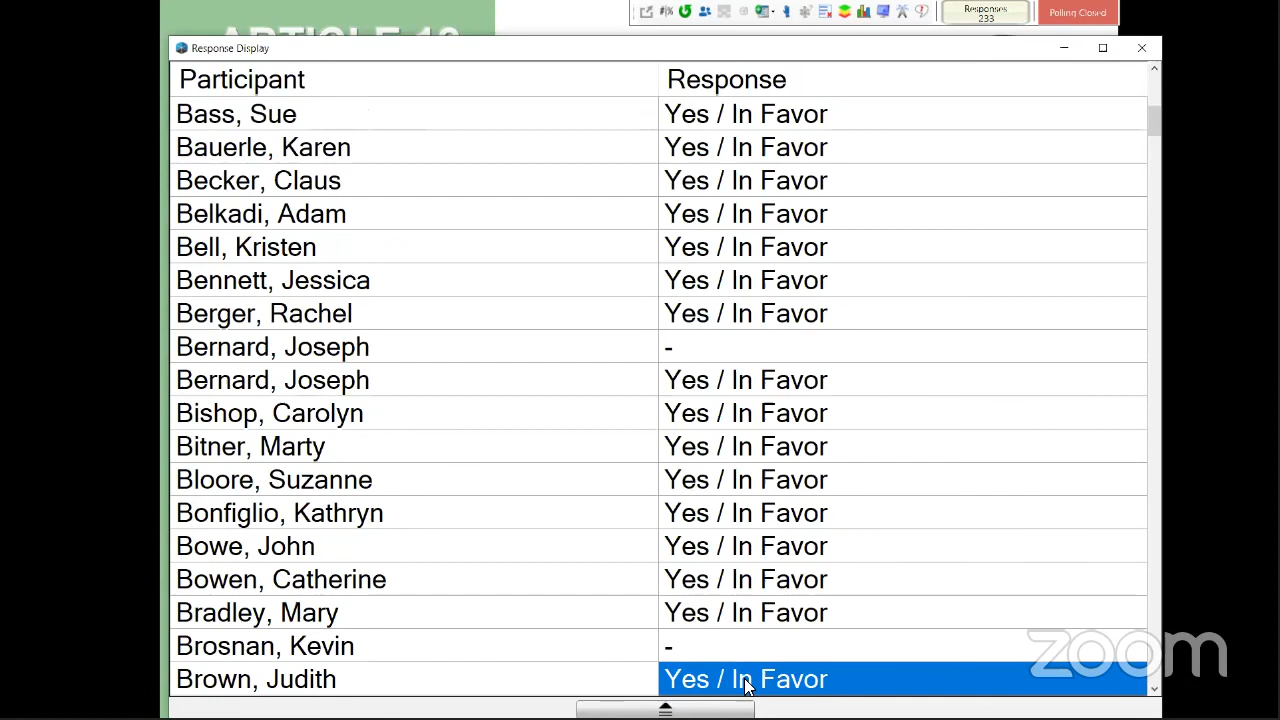 ARTICLE 10
Responses
233
Polling Closed
Response Display
Participant Response
Bass, Sue Yes / In Favor
Bauerle, Karen Yes / In Favor
Becker, Claus Yes / In Favor
Belkadi, Adam Yes / In Favor
Bell, Kristen Yes / In Favor
Bennett, Jessica Yes / In Favor
Berger, Rachel Yes / In Favor
Bernard, Joseph -
Bernard, Joseph Yes / In Favor
Bishop, Carolyn Yes / In Favor
Bitner, Marty Yes / In Favor
Bloore, Suzanne Yes / In Favor
Bonfiglio, Kathryn Yes / In Favor
Bowe, John Yes / In Favor
Bowen, Catherine Yes / In Favor
Bradley, Mary Yes / In Favor
Brosnan, Kevin -
Brown, Judith Yes / In Favor
zoom